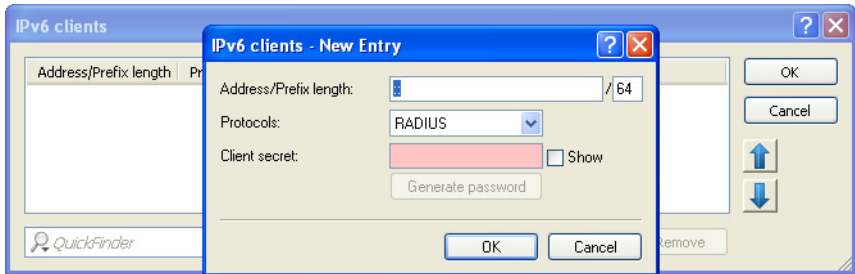 IPv6 clients
IPv6 clients - New Entry
Address/Prefix length Pr
OK
Cancel
Address/Prefix length: :: / 64
Protocols: RADIUS
Client secret: Show
Generate password
OK Cancel
QuickFinder
Remove